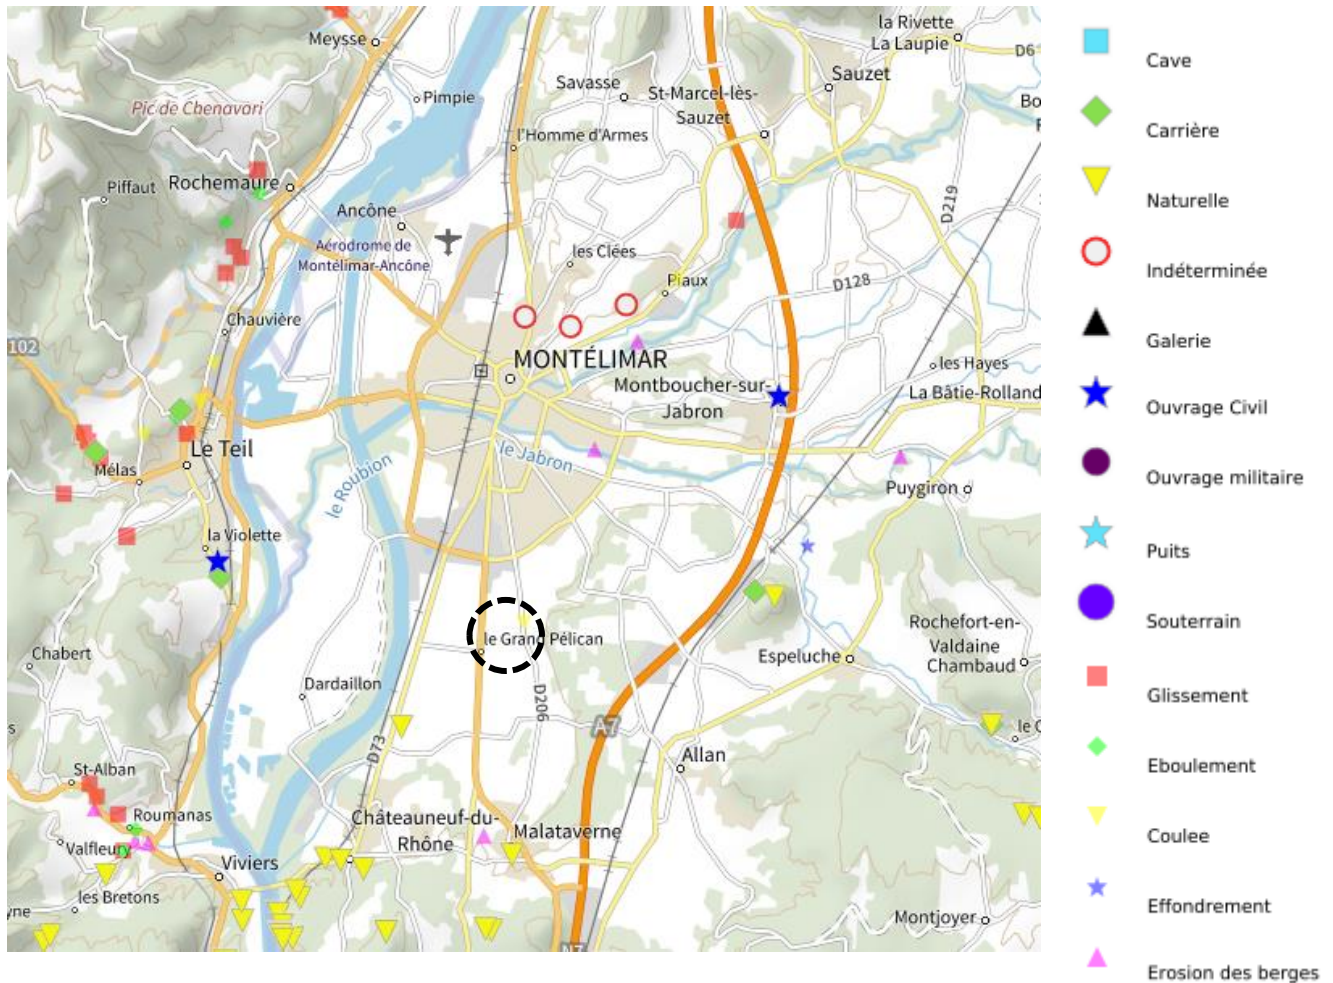 la Rivette
La Laupie
Meysse
D6
Sauzet
Savasse
St-Marcel-lès-
Sauzet
Pimpie
Pic de Chenavari
Bo
l'Homme d'Armes
Piffaut
Rochemaure
Ancône
D219
Aérodrome de
Montélimar-Ancône
les Clées
Piaux
D128
Chauvière
102
MONTÉLIMAR
les Hayes
Montboucher-sur-
Jabron
La Bâtie-Rolland
Le Teil
le Jabron
Mélas
le Roubion
Puygiron
la Violette
Rochefort-en-
Valdaine
Chambaud
le Grand Pélican
Chabert
Espeluche
Dardaillon
D206
A7
le C
s
D73
Allan
St-Alban
Roumanas
Châteauneuf-du-
Rhône
Malataverne
Valfleury
Viviers
les Bretons
yne
Montjoyer
N7
Cave
Carrière
Naturelle
Indéterminée
Galerie
Ouvrage Civil
Ouvrage militaire
Puits
Souterrain
Glissement
Eboulement
Coulee
Effondrement
Erosion des berges